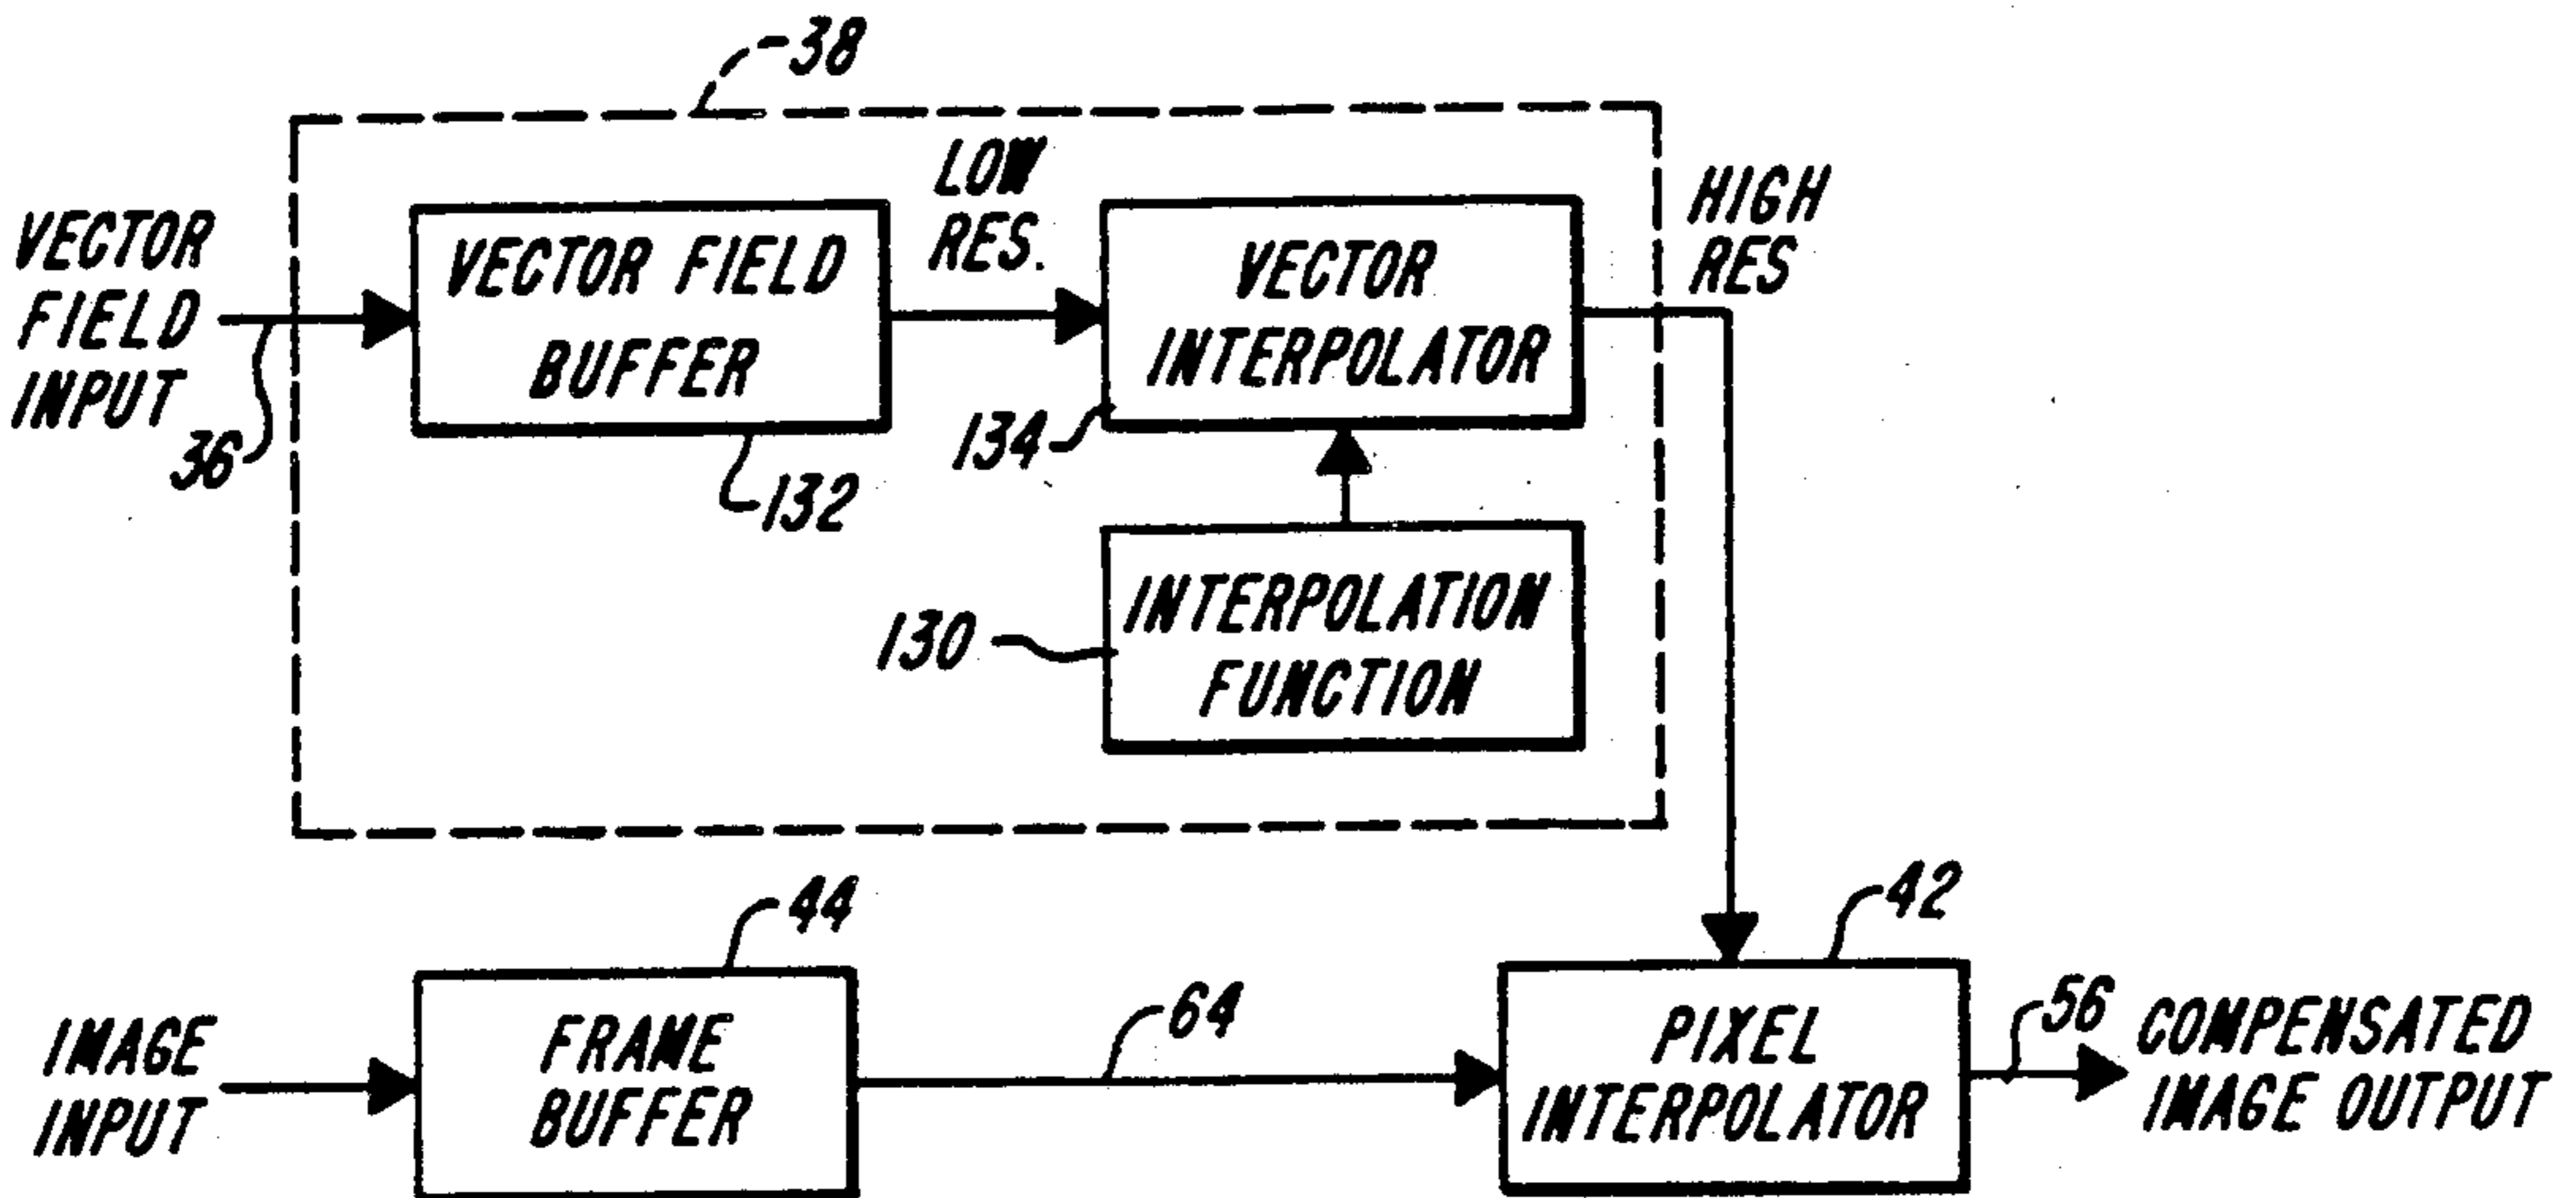 38
VECTOR
FIELD
INPUT
36
VECTOR FIELD
BUFFER
132
LOW
RES.
VECTOR
INTERPOLATOR
134
HIGH
RES
INTERPOLATION
FUNCTION
130
IMAGE
INPUT
FRAME
BUFFER
44
64
PIXEL
INTERPOLATOR
42
56
COMPENSATED
IMAGE OUTPUT